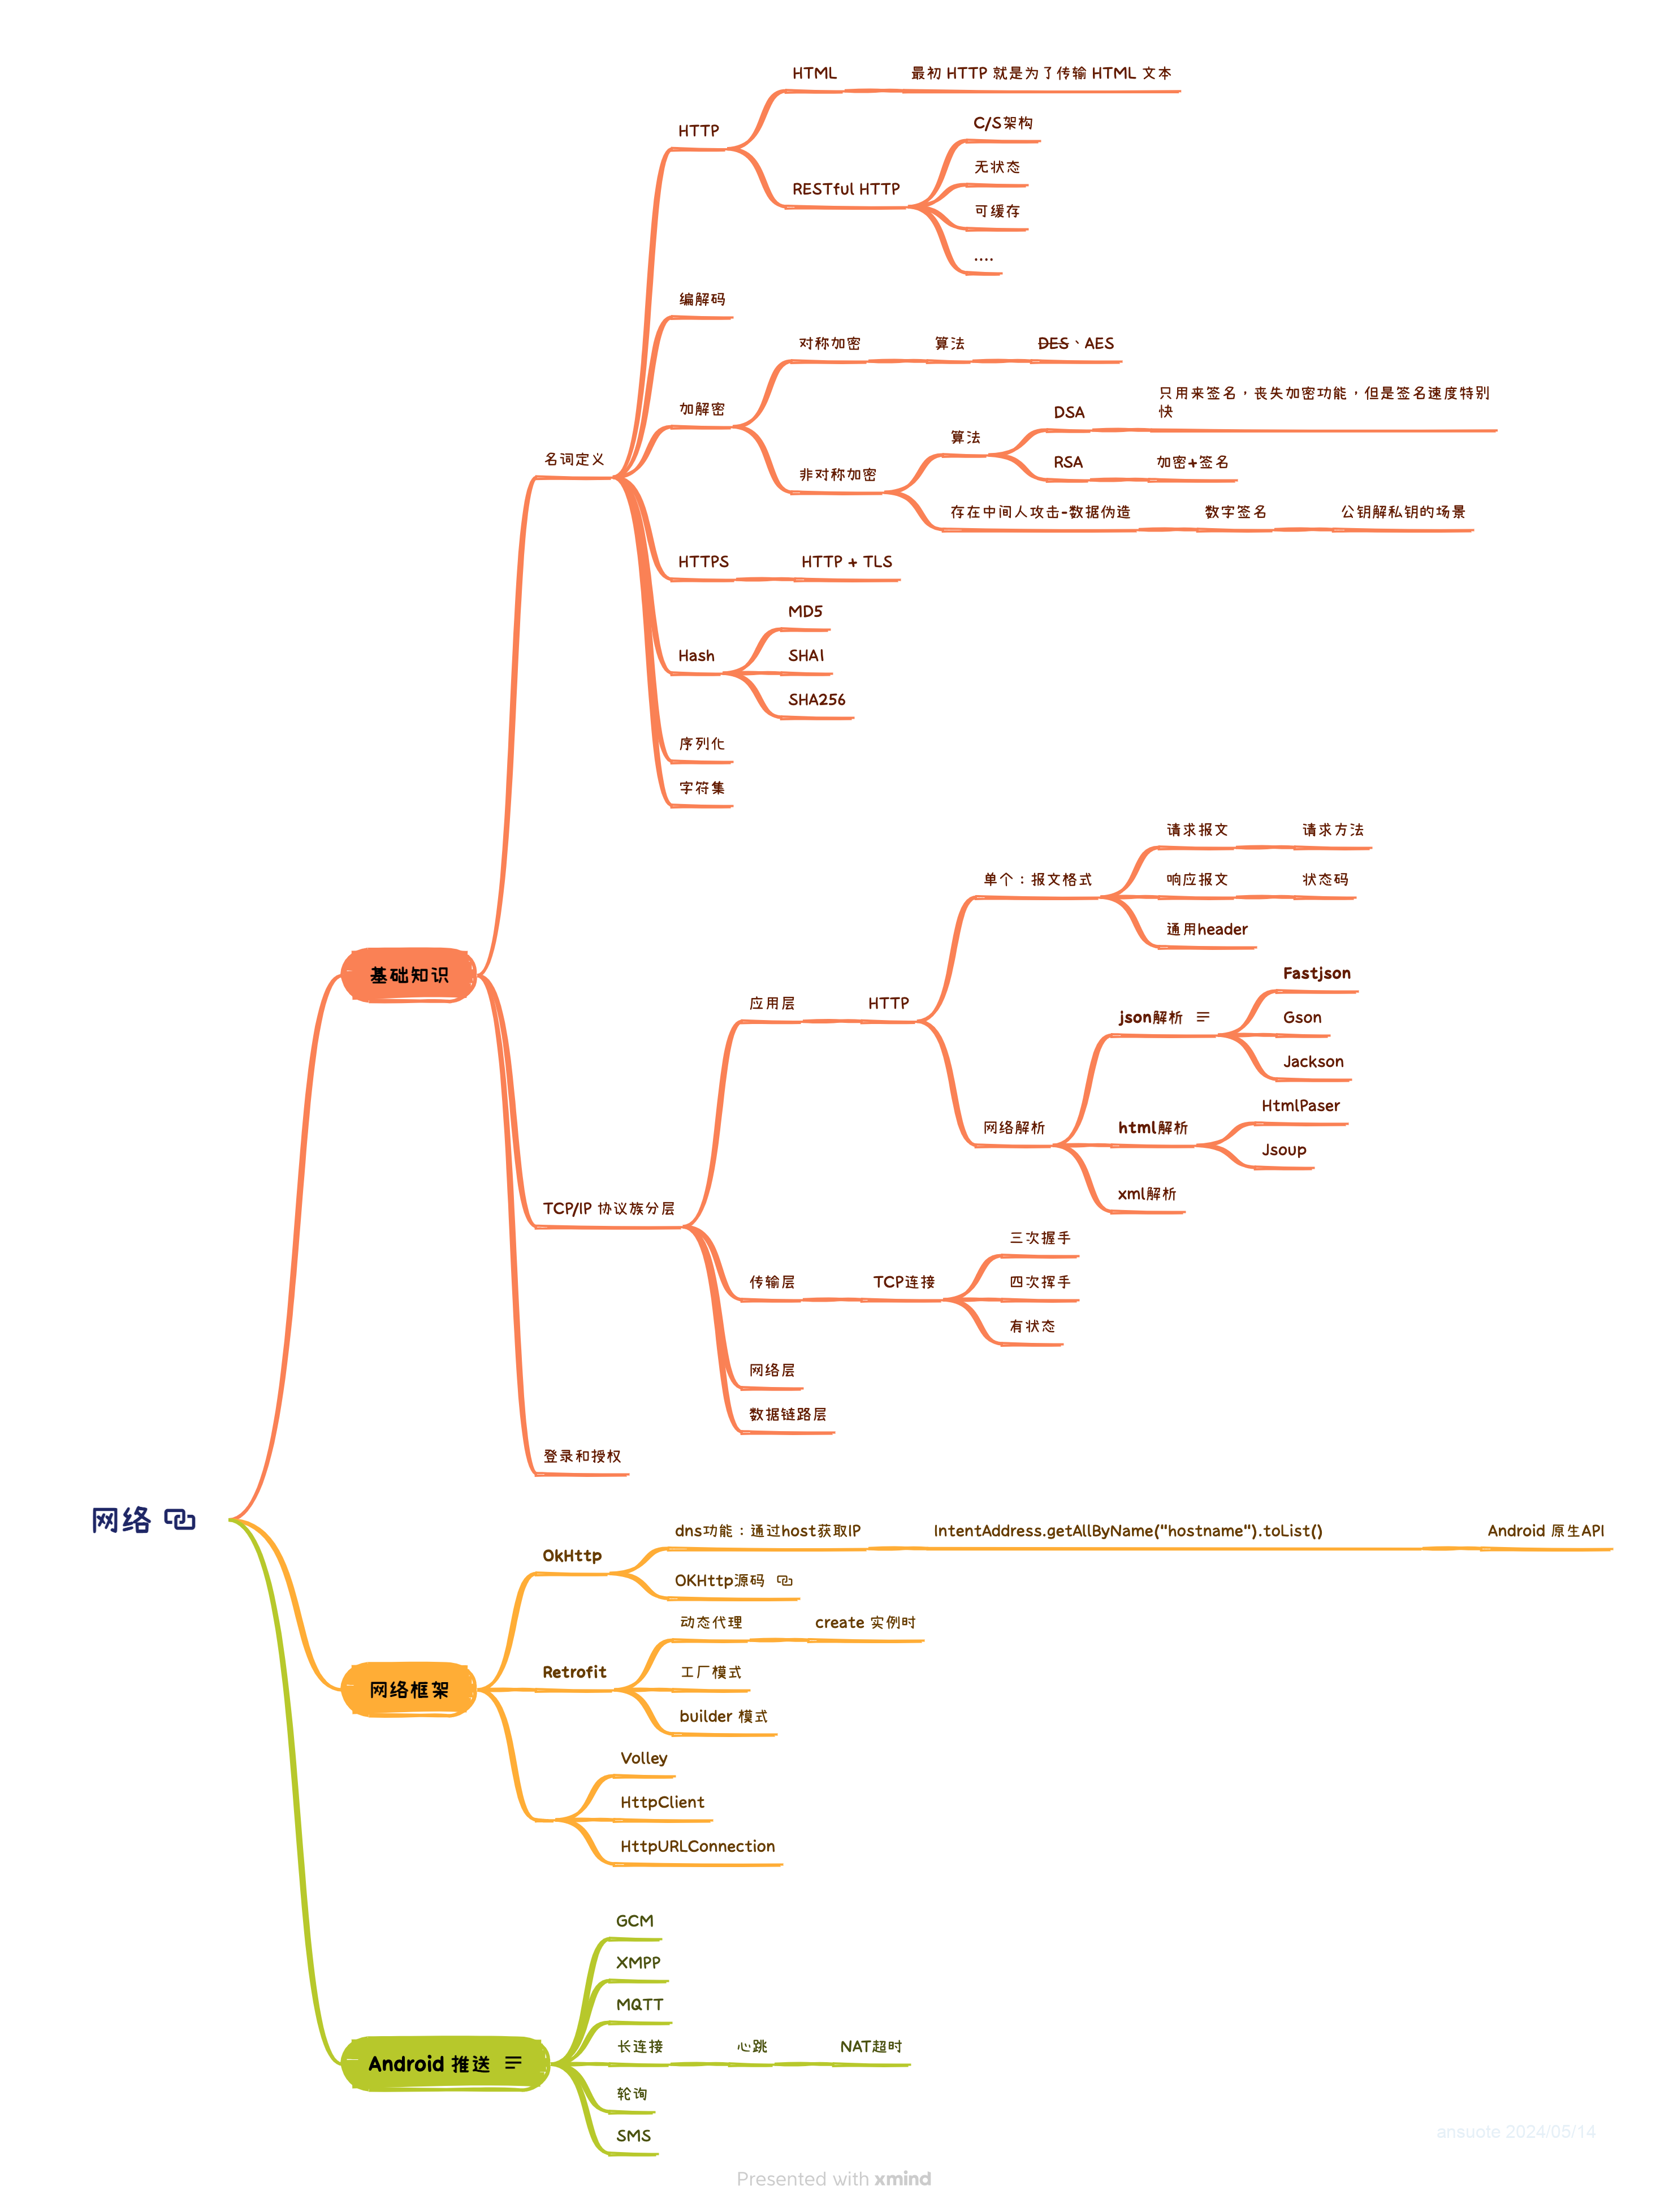 网络
基础知识
名词定义
HTTP
HTML
最初 HTTP 就是为了传输 HTML 文本
RESTful HTTP
C/S架构
无状态
可缓存
....
编解码
加解密
对称加密
算法
DES、AES
非对称加密
算法
DSA
只用来签名，丧失加密功能，但是签名速度特别
快
RSA
加密+签名
存在中间人攻击-数据伪造
数字签名
公钥解私钥的场景
HTTPS
HTTP + TLS
Hash
MD5
SHA1
SHA256
序列化
字符集
TCP/IP 协议族分层
应用层
HTTP
单个：报文格式
请求报文
请求方法
响应报文
状态码
通用header
网络解析
json解析
Fastjson
Gson
Jackson
html解析
HtmlPaser
Jsoup
xml解析
传输层
TCP连接
三次握手
四次挥手
有状态
网络层
数据链路层
登录和授权
网络框架
OkHttp
dns功能：通过host获取IP
IntentAddress.getAllByName("hostname").toList()
Android 原生API
OKHttp源码
Retrofit
动态代理
create 实例时
工厂模式
builder 模式
Volley
HttpClient
HttpURLConnection
Android 推送
GCM
XMPP
MQTT
长连接
心跳
NAT超时
轮询
SMS
ansuote 2024/05/14
Presented with xmind